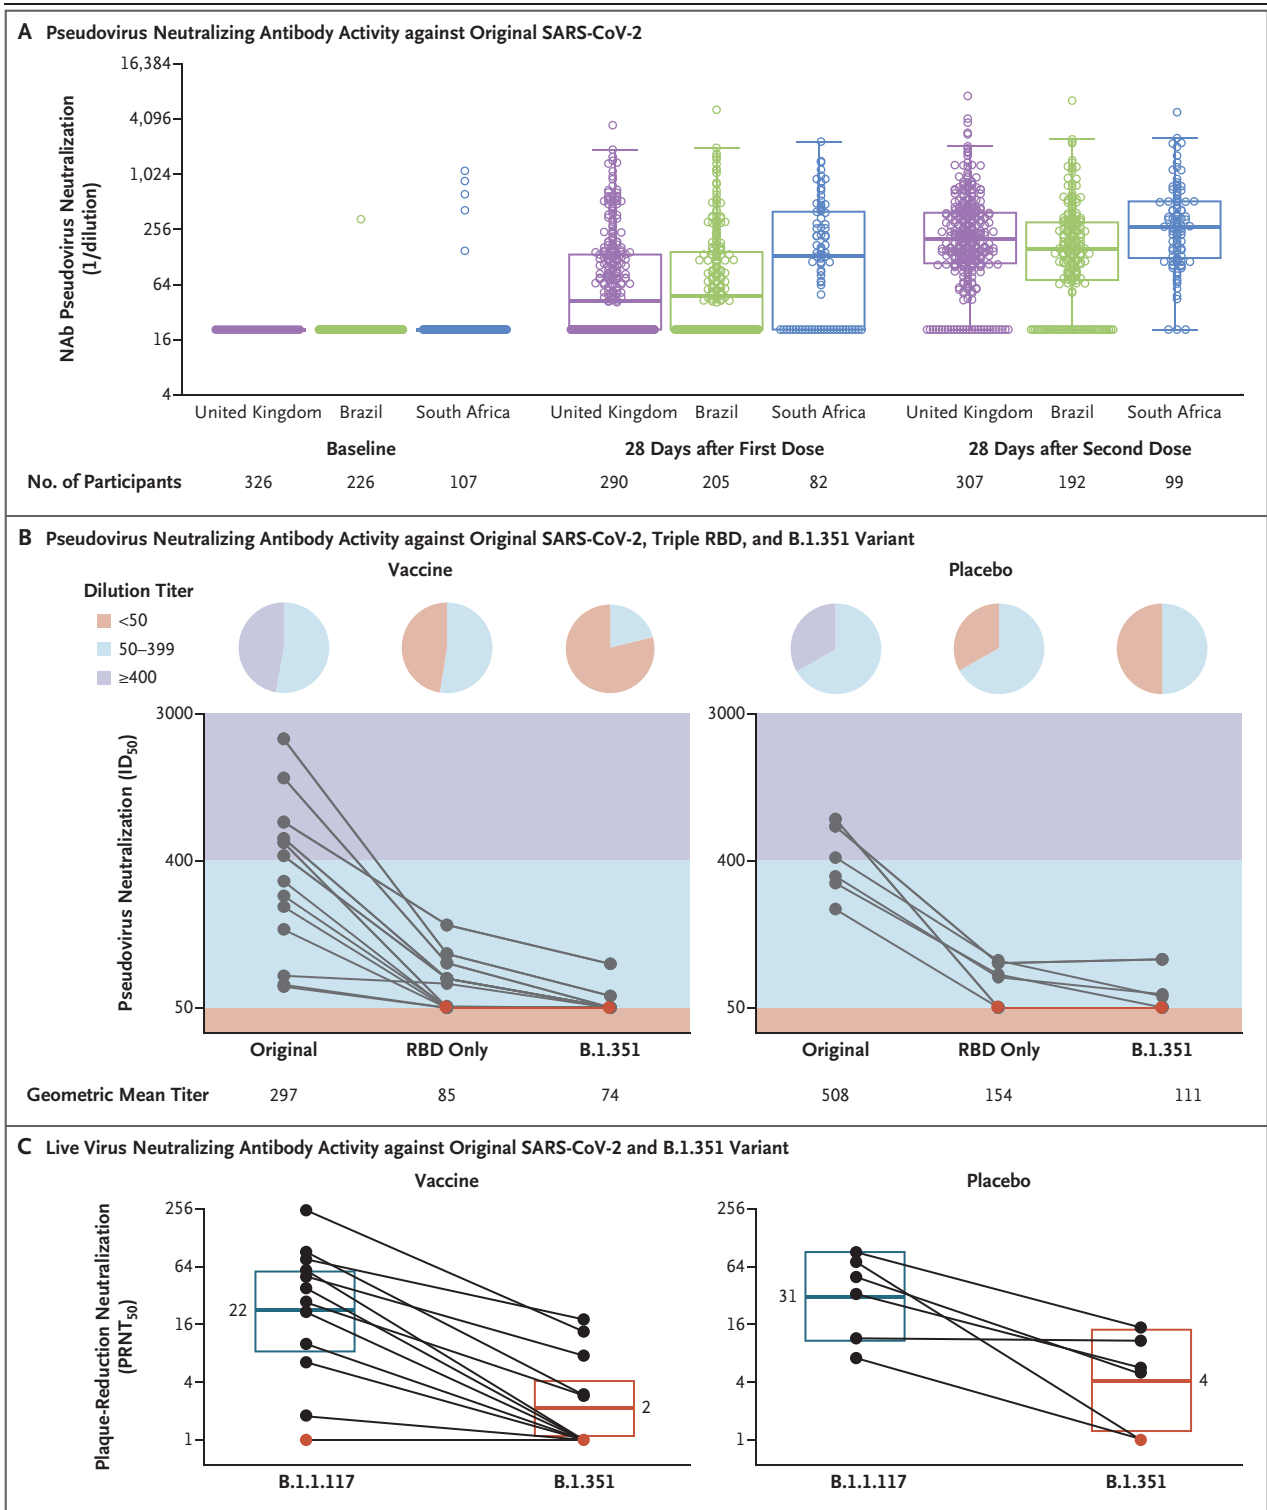 A Pseudovirus Neutralizing Antibody Activity against Original SARS-CoV-2
NAb Pseudovirus Neutralization
(1/dilution)
16,384
4,096
1,024
256
64
16
4
United Kingdom Brazil South Africa United Kingdom Brazil South Africa United Kingdom Brazil South Africa
Baseline 28 Days after First Dose 28 Days after Second Dose
No. of Participants 326 226 107 290 205 82 307 192 99
B Pseudovirus Neutralizing Antibody Activity against Original SARS-CoV-2, Triple RBD, and B.1.351 Variant
Vaccine Placebo
Dilution Titer
<50
50–399
≥400
Pseudovirus Neutralization (ID50)
3000
400
50
3000
400
50
Original RBD Only B.1.351 Original RBD Only B.1.351
Geometric Mean Titer 297 85 74 508 154 111
C Live Virus Neutralizing Antibody Activity against Original SARS-CoV-2 and B.1.351 Variant
Vaccine Placebo
Plaque-Reduction Neutralization
(PRNT50)
256
64
16
4
1
22
2
256
64
16
4
1
31
4
B.1.1.117 B.1.351 B.1.1.117 B.1.351